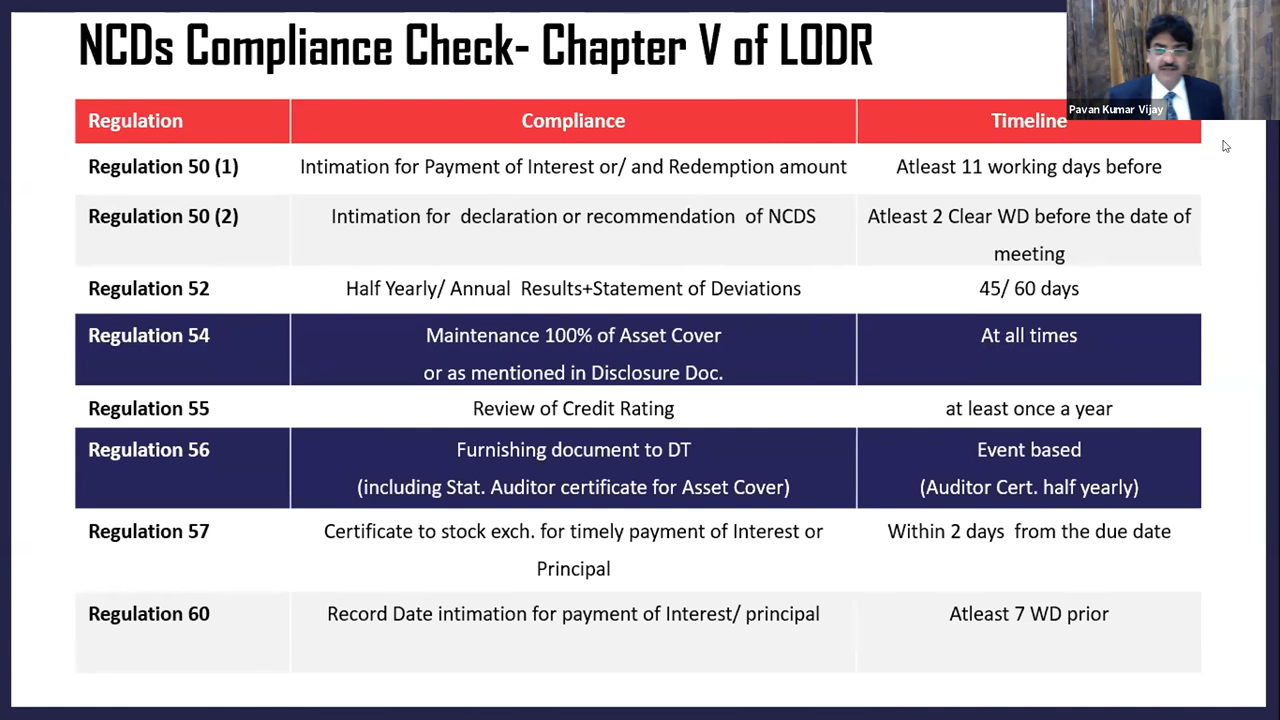 NCDs Compliance Check- Chapter V of LODR
Pavan Kumar Vijay
Regulation Compliance Timeline
Regulation 50 (1) Intimation for Payment of Interest or/ and Redemption amount Atleast 11 working days before
Regulation 50 (2) Intimation for declaration or recommendation of NCDS Atleast 2 Clear WD before the date of
meeting
Regulation 52 Half Yearly/ Annual Results+Statement of Deviations 45/ 60 days
Regulation 54 Maintenance 100% of Asset Cover At all times
or as mentioned in Disclosure Doc.
Regulation 55 Review of Credit Rating at least once a year
Regulation 56 Furnishing document to DT Event based
(including Stat. Auditor certificate for Asset Cover) (Auditor Cert. half yearly)
Regulation 57 Certificate to stock exch. for timely payment of Interest or Within 2 days from the due date
Principal
Regulation 60 Record Date intimation for payment of Interest/ principal Atleast 7 WD prior